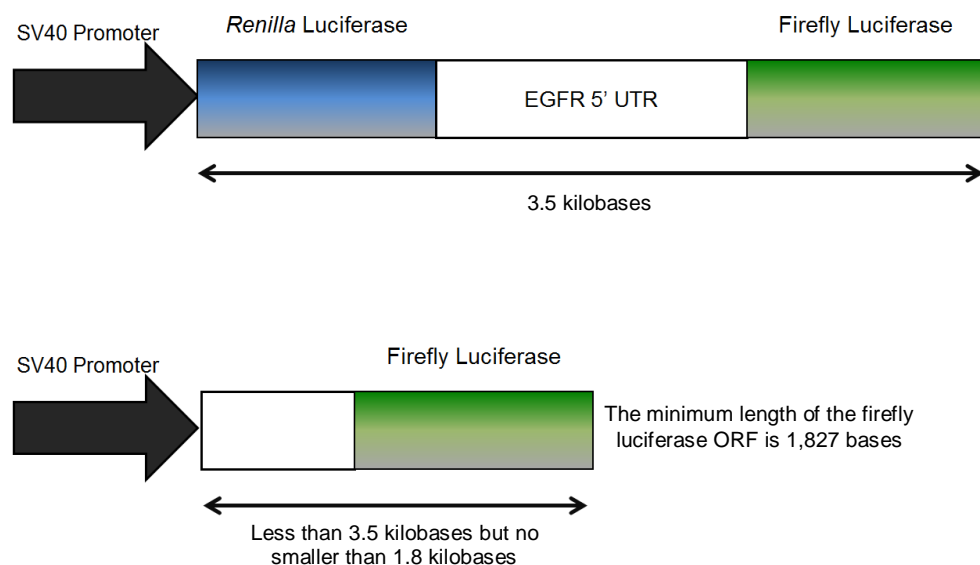 SV40 Promoter
Renilla Luciferase
Firefly Luciferase
EGFR 5’ UTR
3.5 kilobases
SV40 Promoter
Firefly Luciferase
The minimum length of the firefly
luciferase ORF is 1,827 bases
Less than 3.5 kilobases but no
smaller than 1.8 kilobases